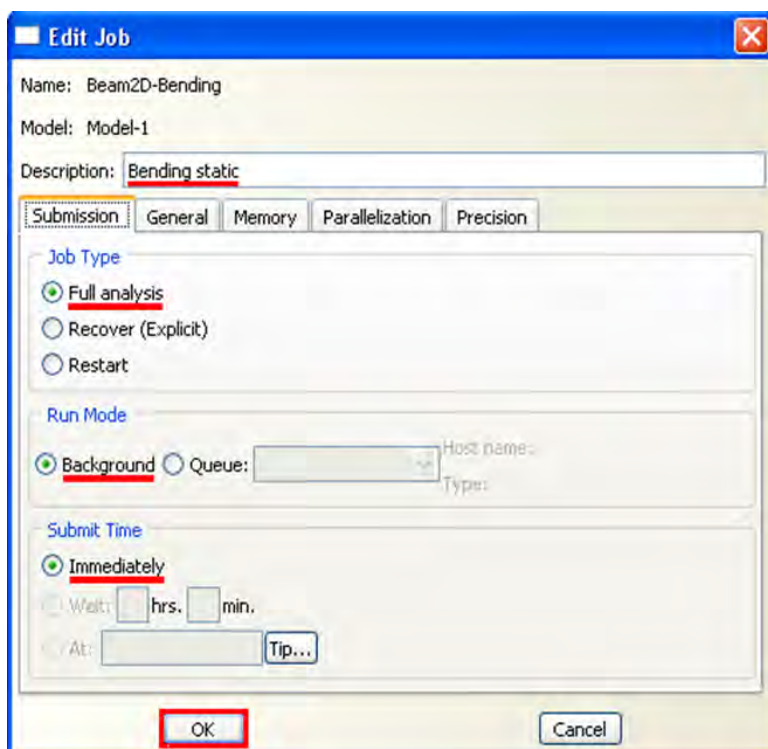 Edit Job
Name: Beam2D-Bending
Model: Model-1
Description: Bending static
Submission General Memory Parallelization Precision
Job Type
Full analysis
Recover (Explicit)
Restart
Run Mode
Background Queue: Host name:
Type:
Submit Time
Immediately
Wait: hrs. min.
At: Tip...
OK Cancel